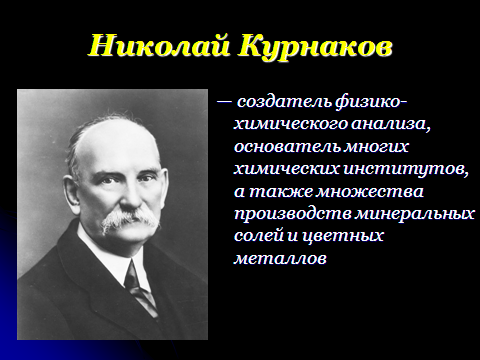 Николай Курнаков
— создатель физико-
химического анализа,
основатель многих
химических институтов,
а также множества
производств минеральных
солей и цветных
металлов